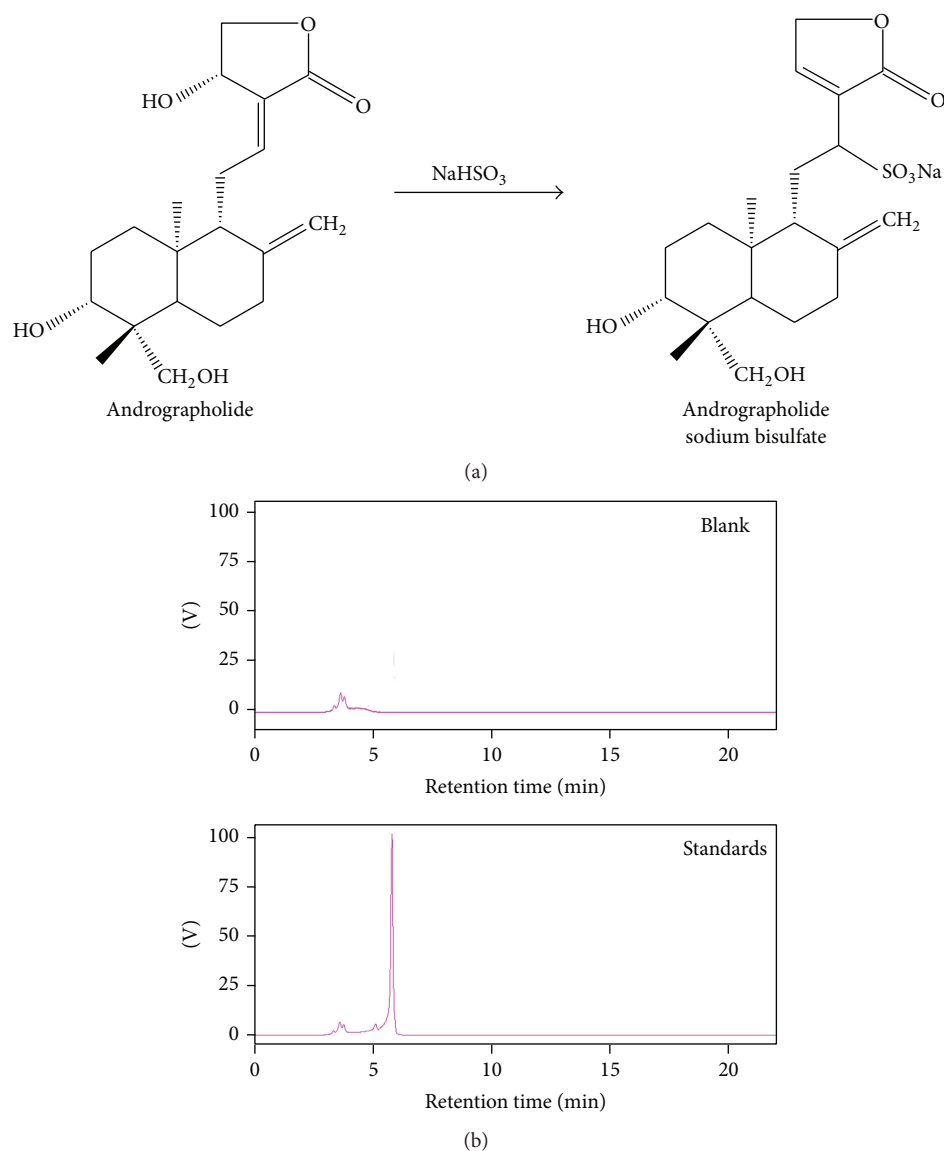 O
HO
O
CH₂
HO
CH₂OH
Andrographolide
NaHSO₃
O
O
SO₃Na
CH₂
HO
CH₂OH
Andrographolide
sodium bisulfate
(a)
Blank
100
75
50
25
0
(V)
0 5 10 15 20
Retention time (min)
Standards
100
75
50
25
0
(V)
0 5 10 15 20
Retention time (min)
(b)